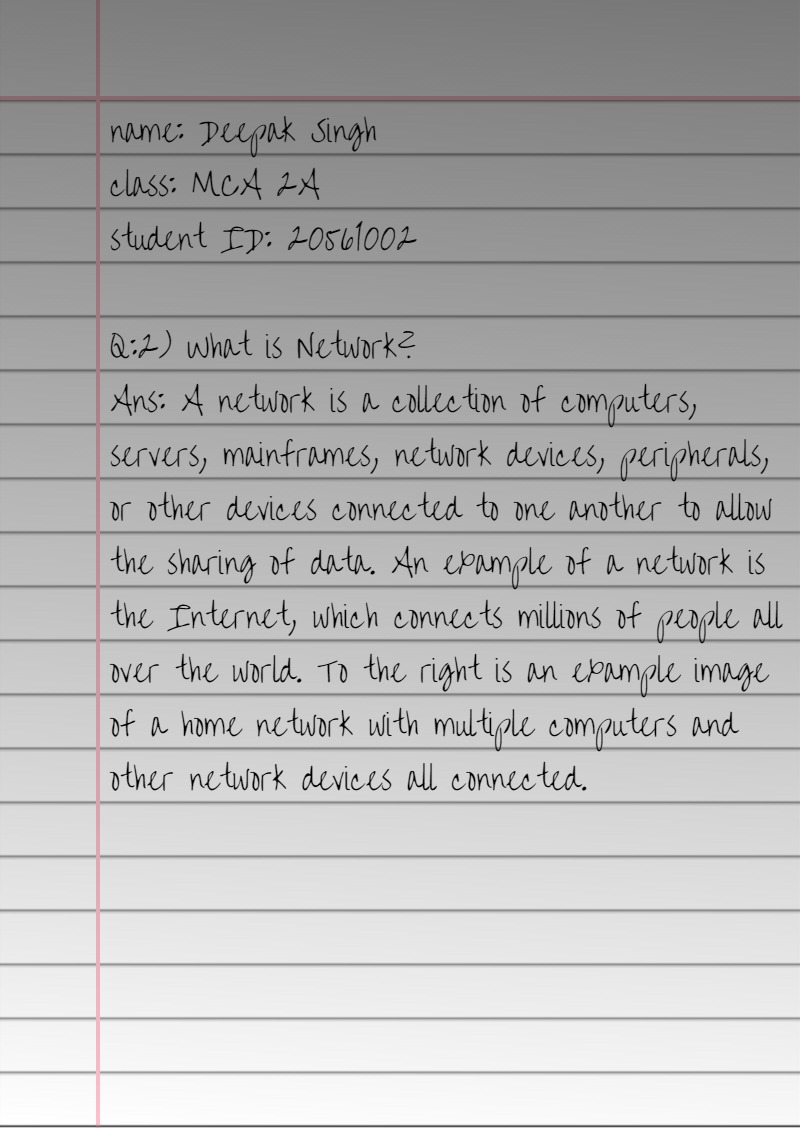 name: Deepak Singh
class: MCA 2A
student ID: 20561002
Q:2) What is Network?
Ans: A network is a collection of computers,
servers, mainframes, network devices, peripherals,
or other devices connected to one another to allow
the sharing of data. An example of a network is
the Internet, which connects millions of people all
over the world. To the right is an example image
of a home network with multiple computers and
other network devices all connected.